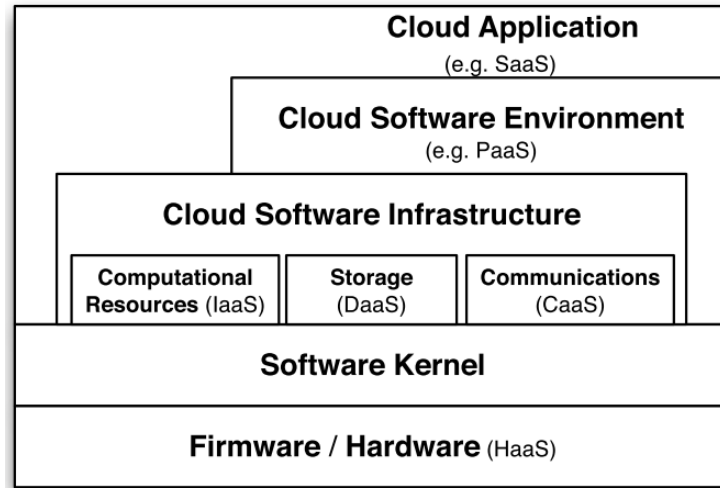 Cloud Application
(e.g. SaaS)
Cloud Software Environment
(e.g. PaaS)
Cloud Software Infrastructure
Computational
Resources (IaaS)
Storage
(DaaS)
Communications
(CaaS)
Software Kernel
Firmware / Hardware (HaaS)